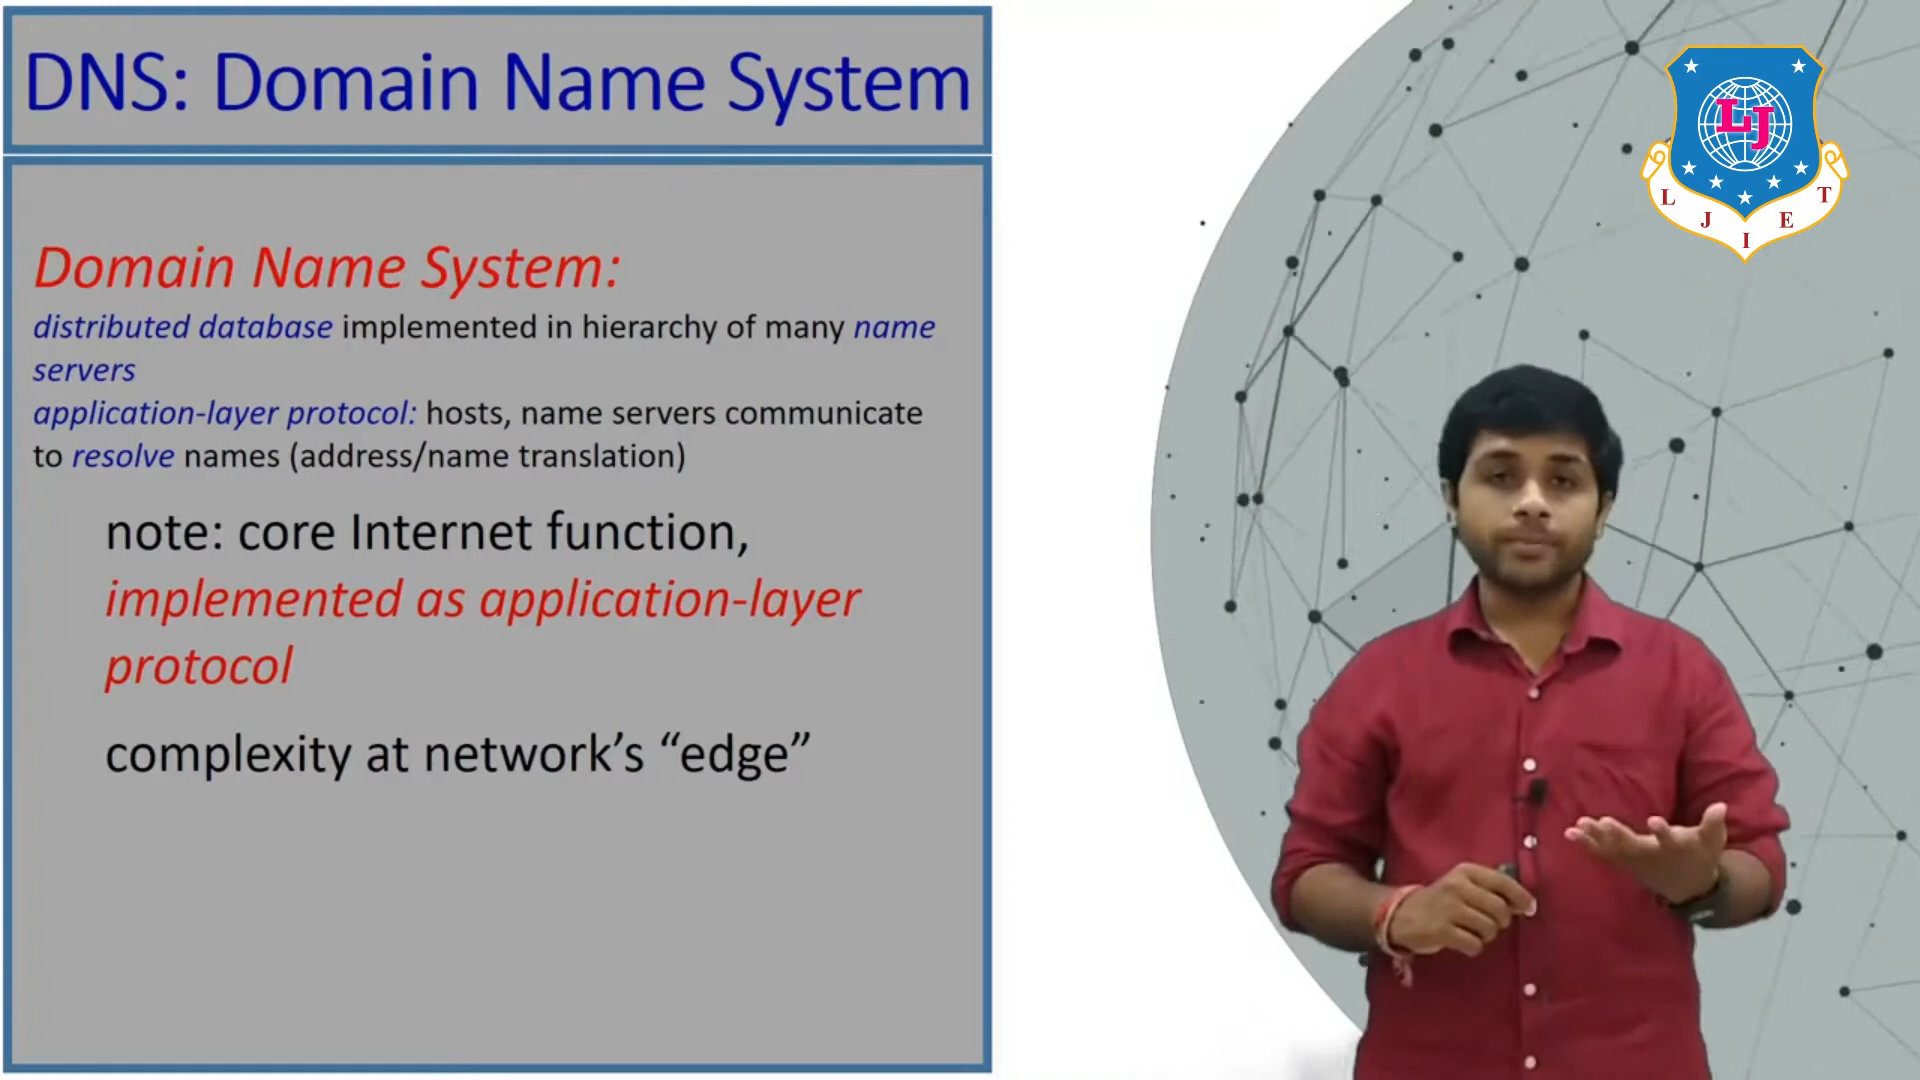 DNS: Domain Name System
Domain Name System:
distributed database implemented in hierarchy of many name
servers
application-layer protocol: hosts, name servers communicate
to resolve names (address/name translation)
note: core Internet function,
implemented as application-layer
protocol
complexity at network’s “edge”
LJ
L J I E T